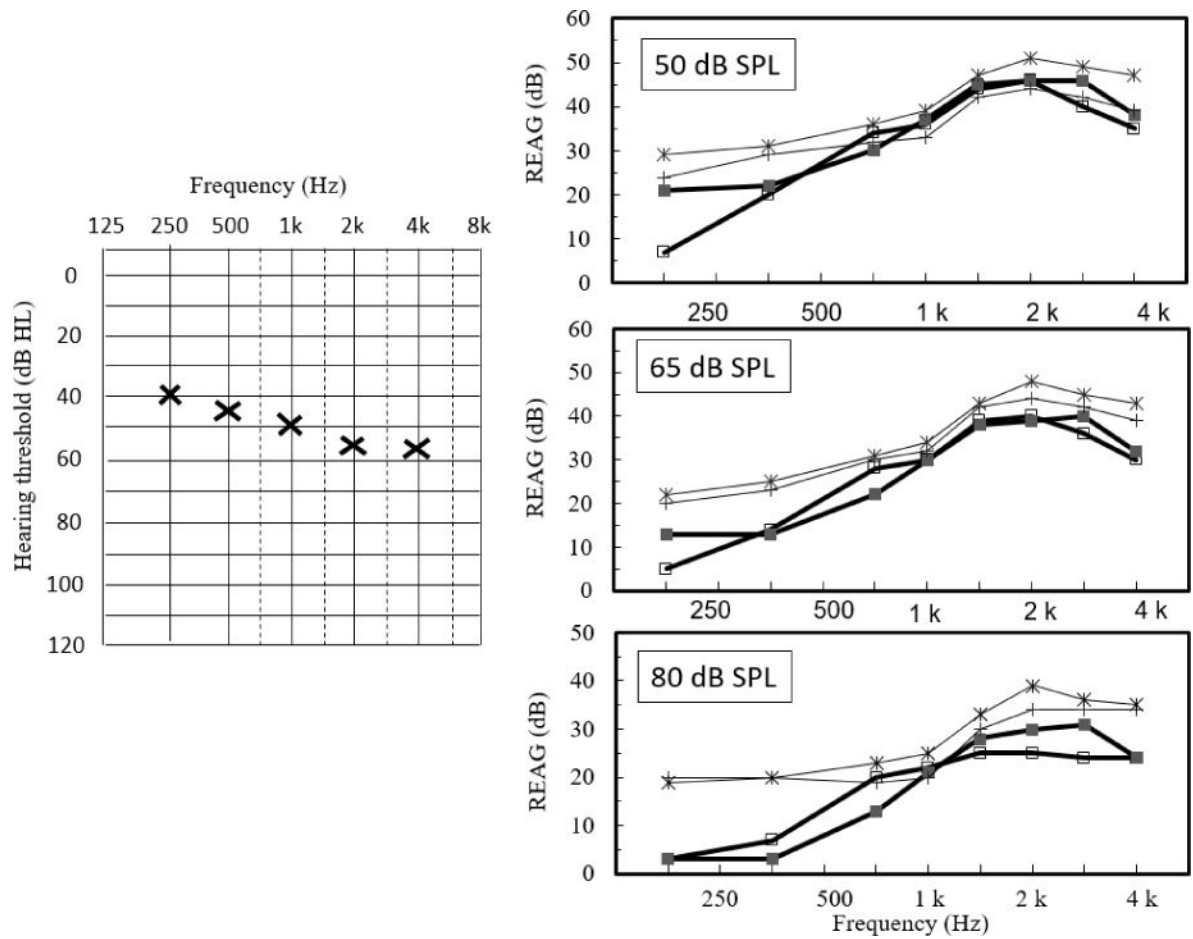 Frequency (Hz)
125 250 500 1k 2k 4k 8k
Hearing threshold (dB HL)
0
20
40
60
80
100
120
50 dB SPL
REAG (dB)
60
50
40
30
20
10
0
250 500 1 k 2 k 4 k
65 dB SPL
REAG (dB)
60
50
40
30
20
10
0
250 500 1 k 2 k 4 k
80 dB SPL
REAG (dB)
50
40
30
20
10
0
250 500 1 k 2 k 4 k
Frequency (Hz)